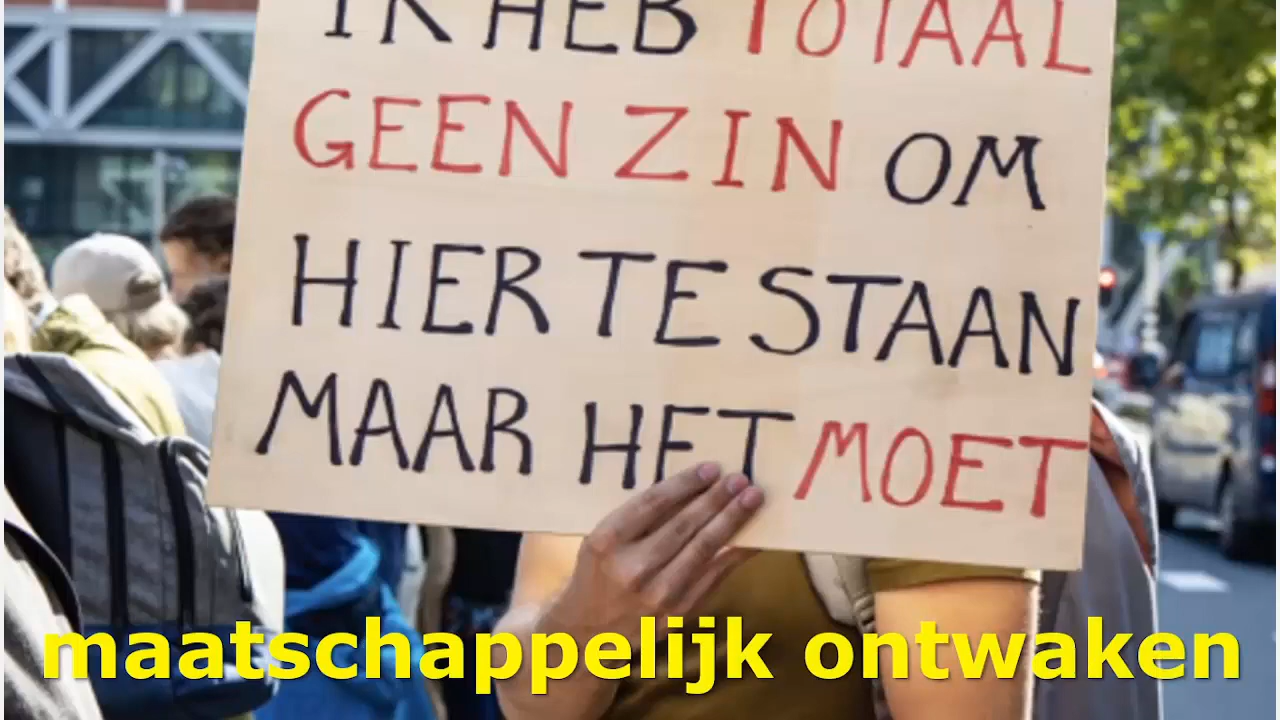 IK HEB TOTAAL
GEEN ZIN OM
HIER TE STAAN
MAAR HET MOET
maatschappelijk ontwaken